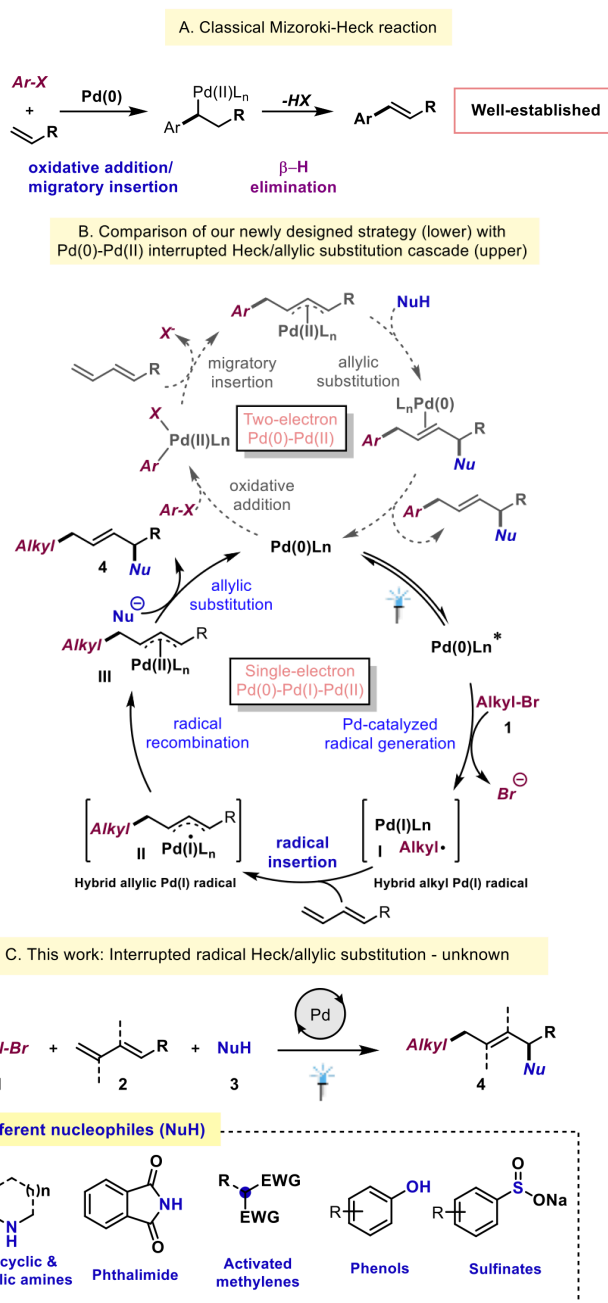 A. Classical Mizoroki-Heck reaction
Ar-X
+
R
Pd(0)
Pd(II)Ln
Ar
R
-HX
Ar
R
Well-established
oxidative addition/
migratory insertion
β–H
elimination
B. Comparison of our newly designed strategy (lower) with
Pd(0)-Pd(II) interrupted Heck/allylic substitution cascade (upper)
Ar
R
Pd(II)Ln
NuH
X-
R
migratory
insertion
allylic
substitution
LnPd(0)
Ar
R
Nu
X
Pd(II)Ln
Ar
Two-electron
Pd(0)-Pd(II)
oxidative
addition
Ar-X
Ar
R
Nu
Alkyl
R
4
Nu
Pd(0)Ln
Nu⊖
allylic
substitution
Alkyl
R
Pd(II)Ln
III
Pd(0)Ln*
Single-electron
Pd(0)-Pd(I)-Pd(II)
radical
recombination
Pd-catalyzed
radical generation
Alkyl-Br
1
Br⊖
Alkyl
R
II
Pd(I)Ln
radical
insertion
Pd(I)Ln
I
Alkyl•
Hybrid allylic Pd(I) radical
Hybrid alkyl Pd(I) radical
R
C. This work: Interrupted radical Heck/allylic substitution - unknown
l-Br
+
R
2
+
NuH
3
Pd
Alkyl
R
Nu
4
ferent nucleophiles (NuH)
()n
N
H
O
NH
O
R
EWG
EWG
R
OH
R
O
S
ONa
cyclic &
lic amines
Phthalimide
Activated
methylenes
Phenols
Sulfinates